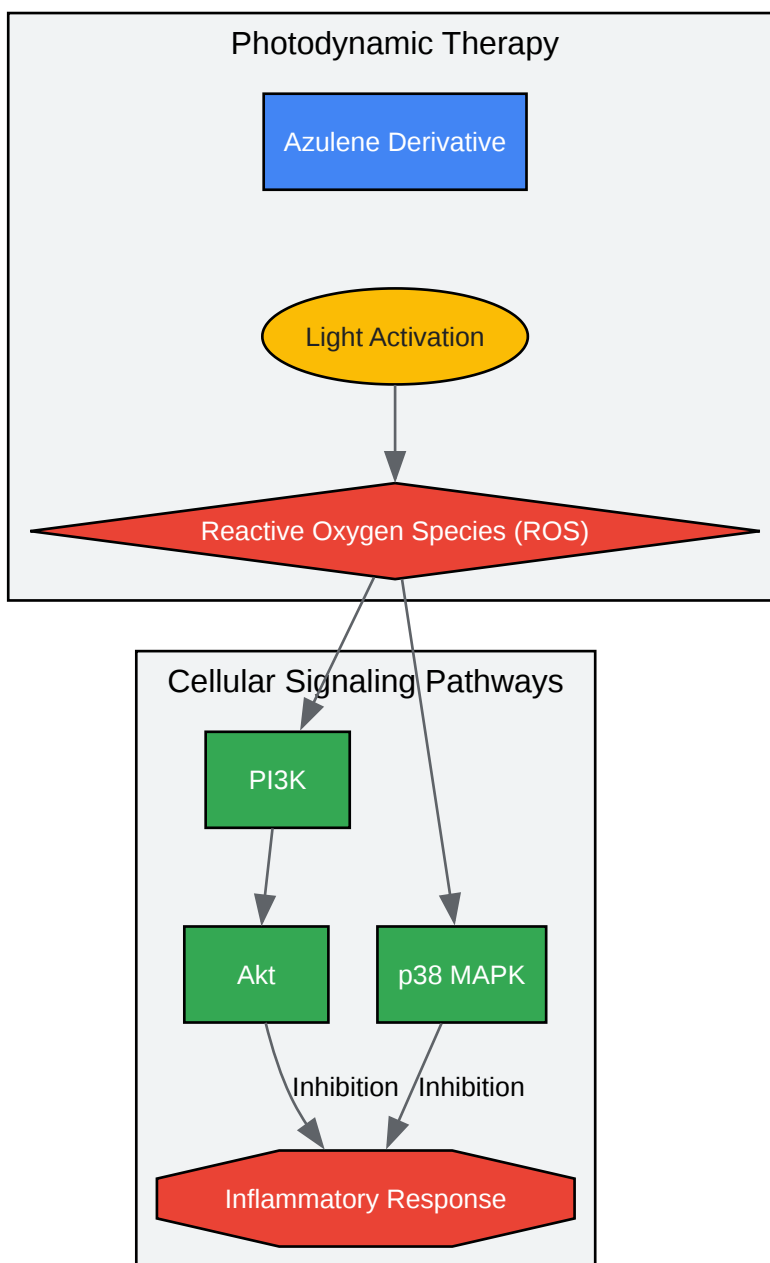 Photodynamic Therapy
Azulene Derivative
Light Activation
Reactive Oxygen Species (ROS)
Cellular Signaling Pathways
PI3K
Akt
p38 MAPK
Inhibition
Inhibition
Inflammatory Response